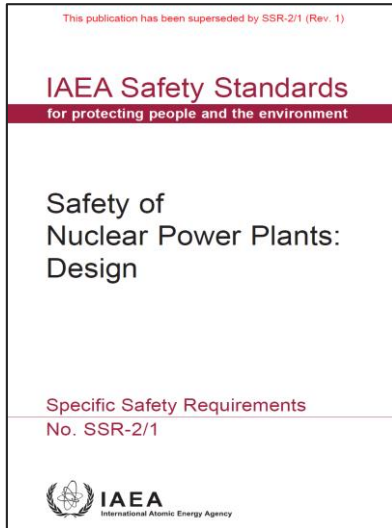 This publication has been superseded by SSR-2/1 (Rev. 1)
IAEA Safety Standards
for protecting people and the environment
Safety of
Nuclear Power Plants:
Design
Specific Safety Requirements
No. SSR-2/1
IAEA
International Atomic Energy Agency